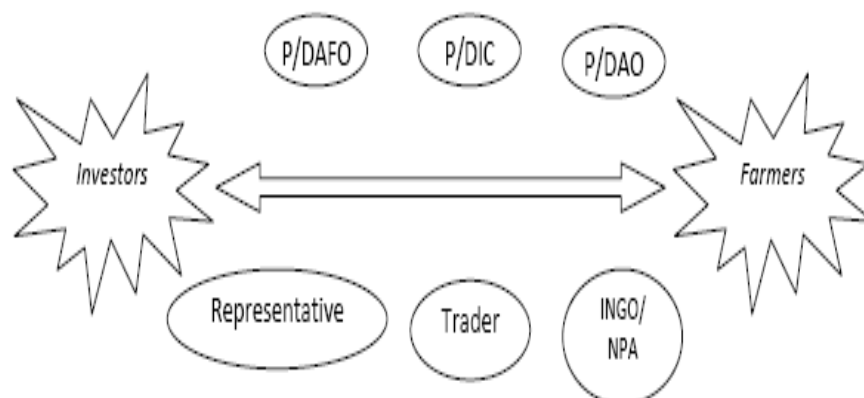 P/DAFO
P/DIC
P/DAO
Investors
Farmers
Representative
Trader
INGO/
NPA